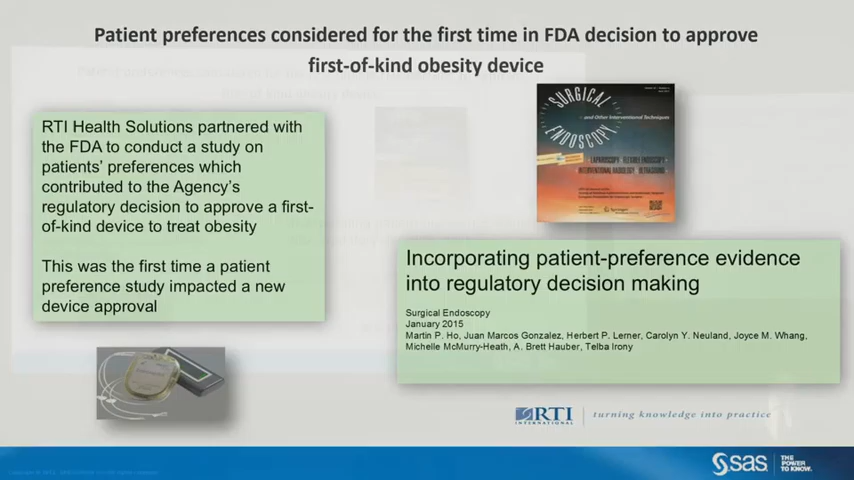 Patient preferences considered for the first time in FDA decision to approve
first-of-kind obesity device
RTI Health Solutions partnered with
the FDA to conduct a study on
patients' preferences which
contributed to the Agency's
regulatory decision to approve a first-
of-kind device to treat obesity
This was the first time a patient
preference study impacted a new
device approval
SURGICAL
and Other Interventional Techniques
ENDOSCOPY
Springer
Incorporating patient-preference evidence
into regulatory decision making
Surgical Endoscopy
January 2015
Martin P. Ho, Juan Marcos Gonzalez, Herbert P. Lerner, Carolyn Y. Neuland, Joyce M. Whang,
Michelle McMurry-Heath, A. Brett Hauber, Telba Irony
RTI
INTERNATIONAL
turning knowledge into practice
sas
THE
POWER
TO KNOW.